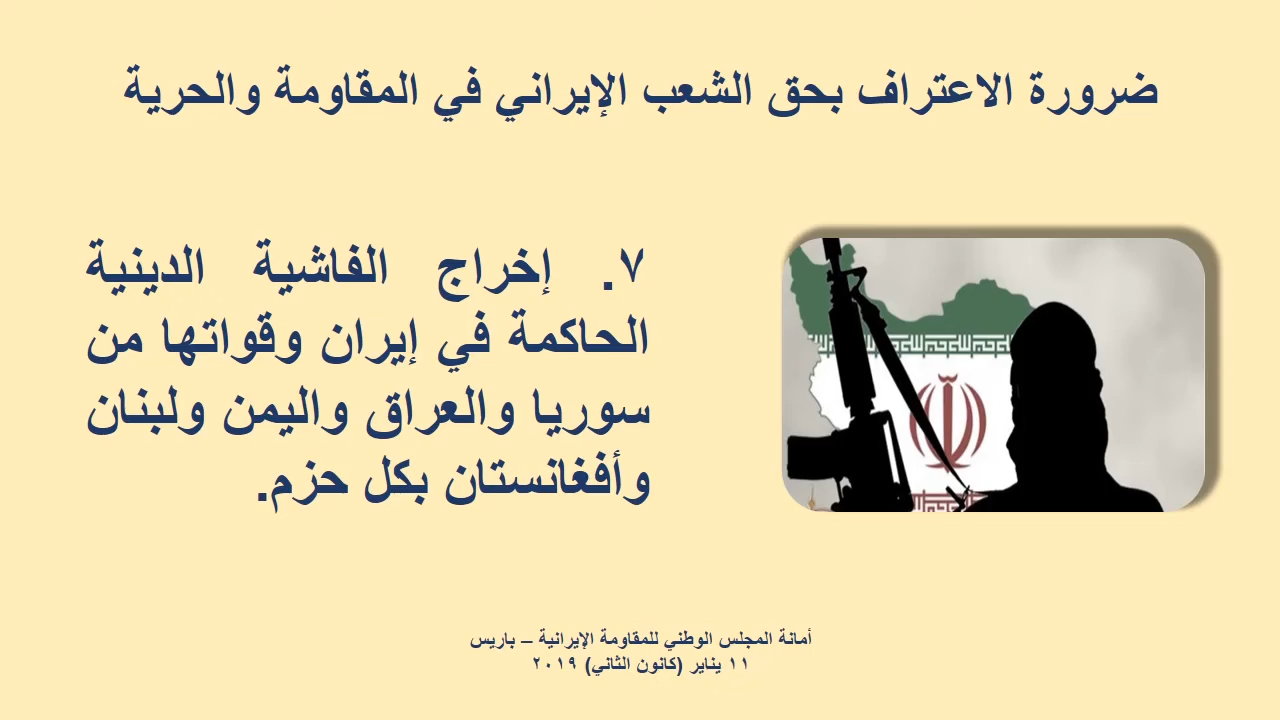 ضرورة الاعتراف بحق الشعب الإيراني في المقاومة والحرية
٧. إخراج الفاشية الدينية
الحاكمة في إيران وقواتها من
سوريا والعراق واليمن ولبنان
وأفغانستان بكل حزم.
أمانة المجلس الوطني للمقاومة الإيرانية – باريس
١١ يناير (كانون الثاني) ٢٠١٩